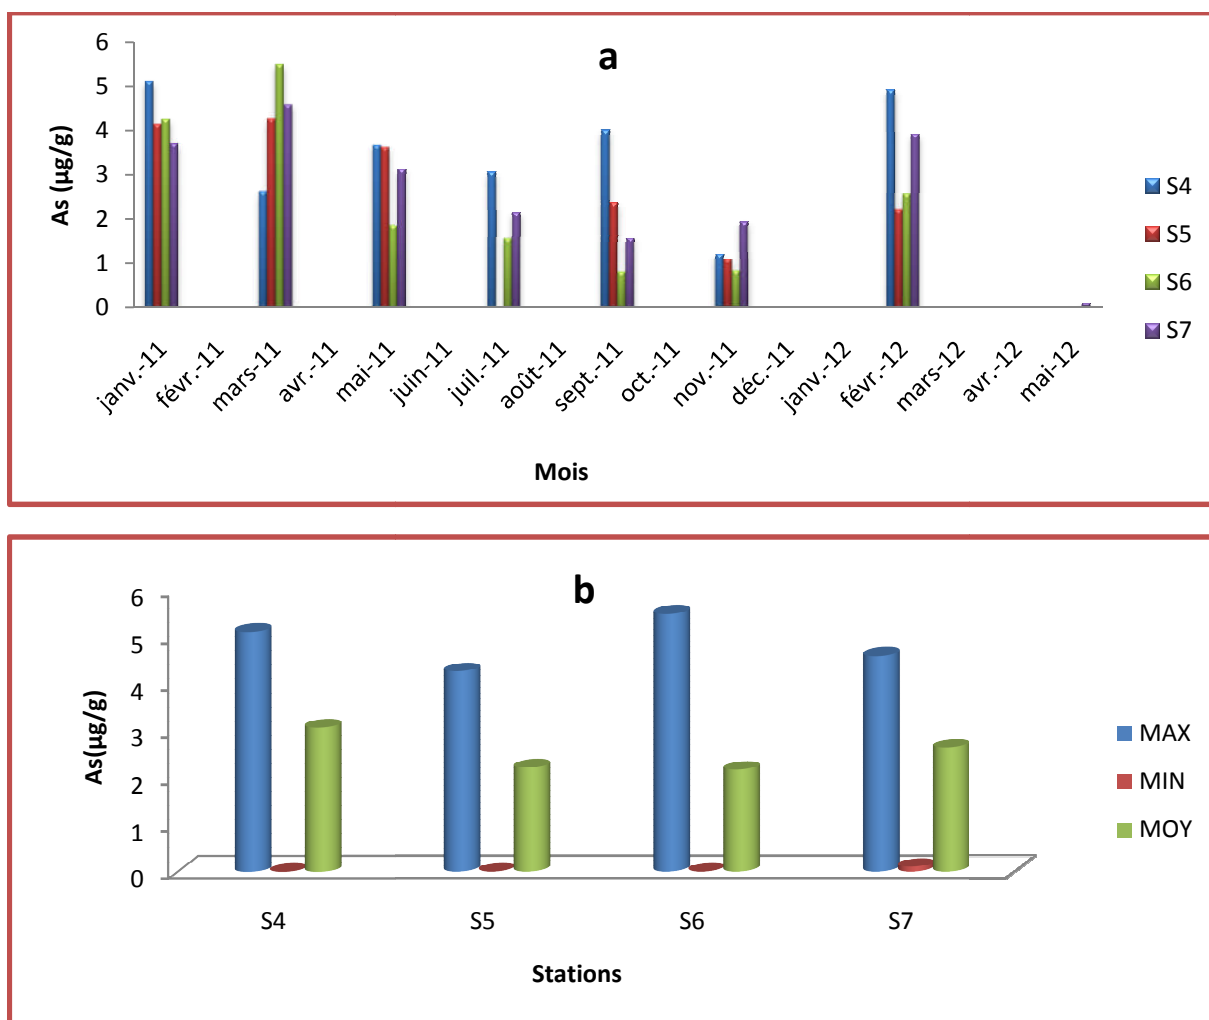 a
6
5
4
3
2
1
0
As (µg/g)
janv.-11
févr.-11
mars-11
avr.-11
mai-11
juin-11
juil.-11
août-11
sept.-11
oct.-11
nov.-11
déc.-11
janv.-12
févr.-12
mars-12
avr.-12
mai-12
Mois
S4
S5
S6
S7
b
6
5
4
3
2
1
0
As(µg/g)
S4
S5
S6
S7
Stations
MAX
MIN
MOY